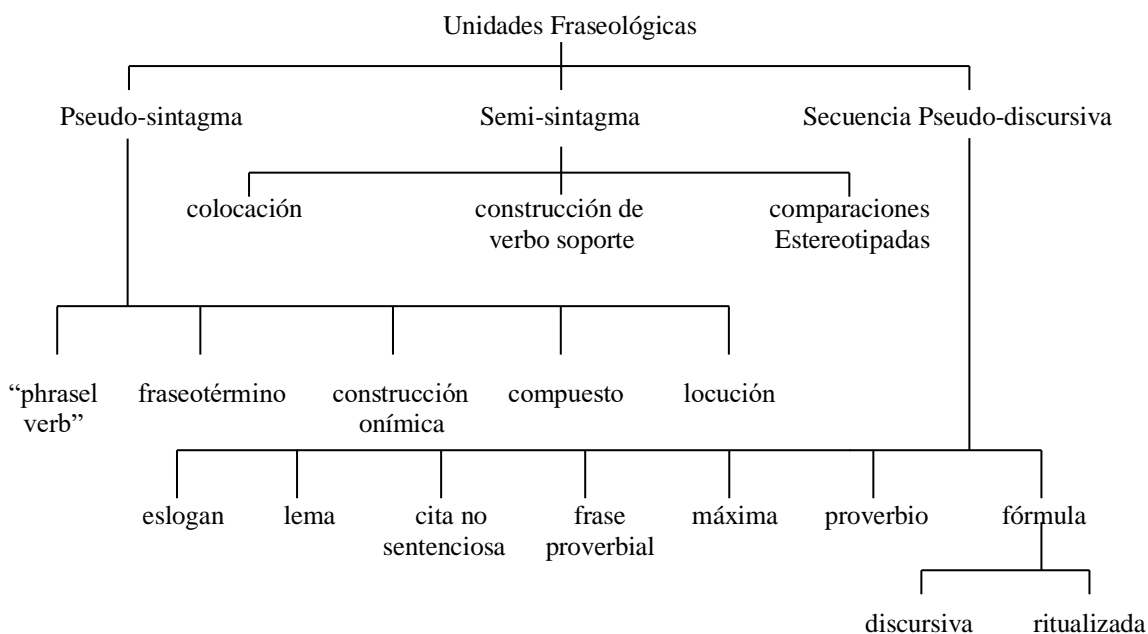 Unidades Fraseológicas
Pseudo-sintagma
Semi-sintagma
Secuencia Pseudo-discursiva
colocación
construcción de
verbo soporte
comparaciones
Estereotipadas
“phrasel
verb”
fraseotérmino
construcción
onímica
compuesto
locución
eslogan
lema
cita no
sentenciosa
frase
proverbial
máxima
proverbio
fórmula
discursiva
ritualizada